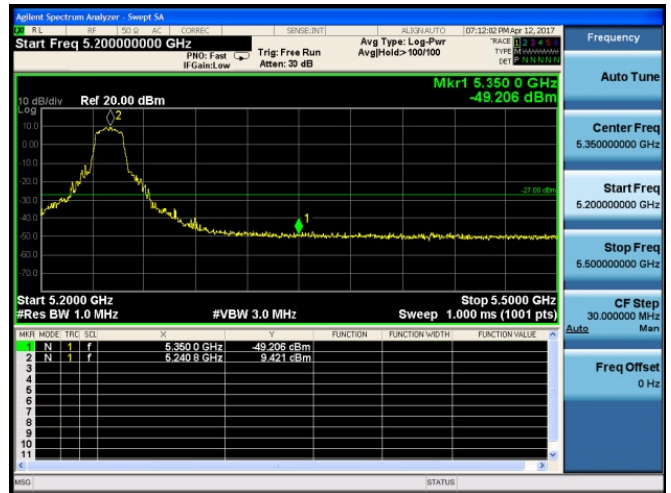 Agilent Spectrum Analyzer - Swept SA
RL RF 50 Ω AC CORREC SENSE:INT ALIGN AUTO 07:12:02 PM Apr 12, 2017
Start Freq 5.200000000 GHz
PNO: Fast
IFGain:Low
Trig: Free Run
Atten: 30 dB
Avg Type: Log-Pwr
Avg|Hold:>100/100
TRACE 1 2 3 4 5 6
TYPE M
DET P N N N N N
Mkr1 5.350 0 GHz
-49.206 dBm
10 dB/div Ref 20.00 dBm
Log
10.0
0.00
-10.0
-20.0
-30.0
-40.0
-50.0
-60.0
-70.0
2
1
-27.00 dBm
Start 5.2000 GHz Stop 5.5000 GHz
#Res BW 1.0 MHz #VBW 3.0 MHz Sweep 1.000 ms (1001 pts)
MKR MODE TRC SCL X Y FUNCTION FUNCTION WIDTH FUNCTION VALUE
1 N 1 f 5.350 0 GHz -49.206 dBm
2 N 1 f 5.240 8 GHz 9.421 dBm
3
4
5
6
7
8
9
10
11
MSG STATUS
Frequency
Auto Tune
Center Freq
5.350000000 GHz
Start Freq
5.200000000 GHz
Stop Freq
5.500000000 GHz
CF Step
30.000000 MHz
Auto Man
Freq Offset
0 Hz